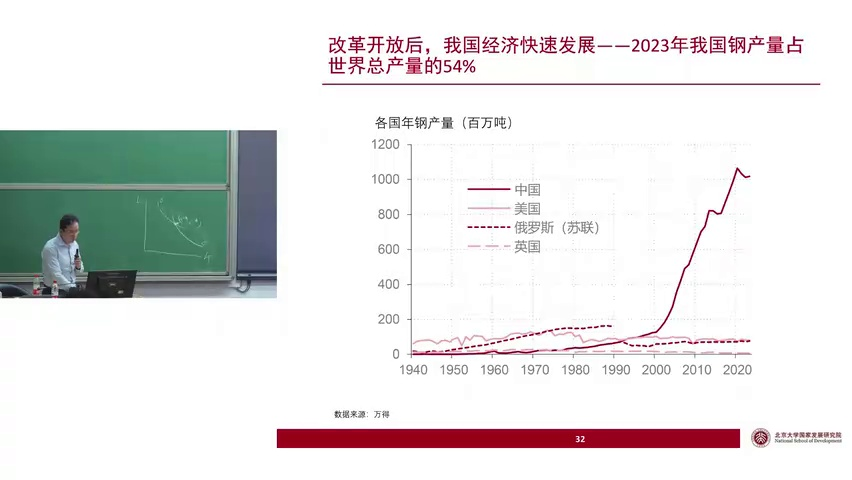 改革开放后，我国经济快速发展——2023年我国钢产量占
世界总产量的54%
各国年钢产量（百万吨）
1200
1000
800
600
400
200
0
中国
美国
俄罗斯（苏联）
英国
1940 1950 1960 1970 1980 1990 2000 2010 2020
数据来源：万得
32
北京大学国家发展研究院
National School of Development